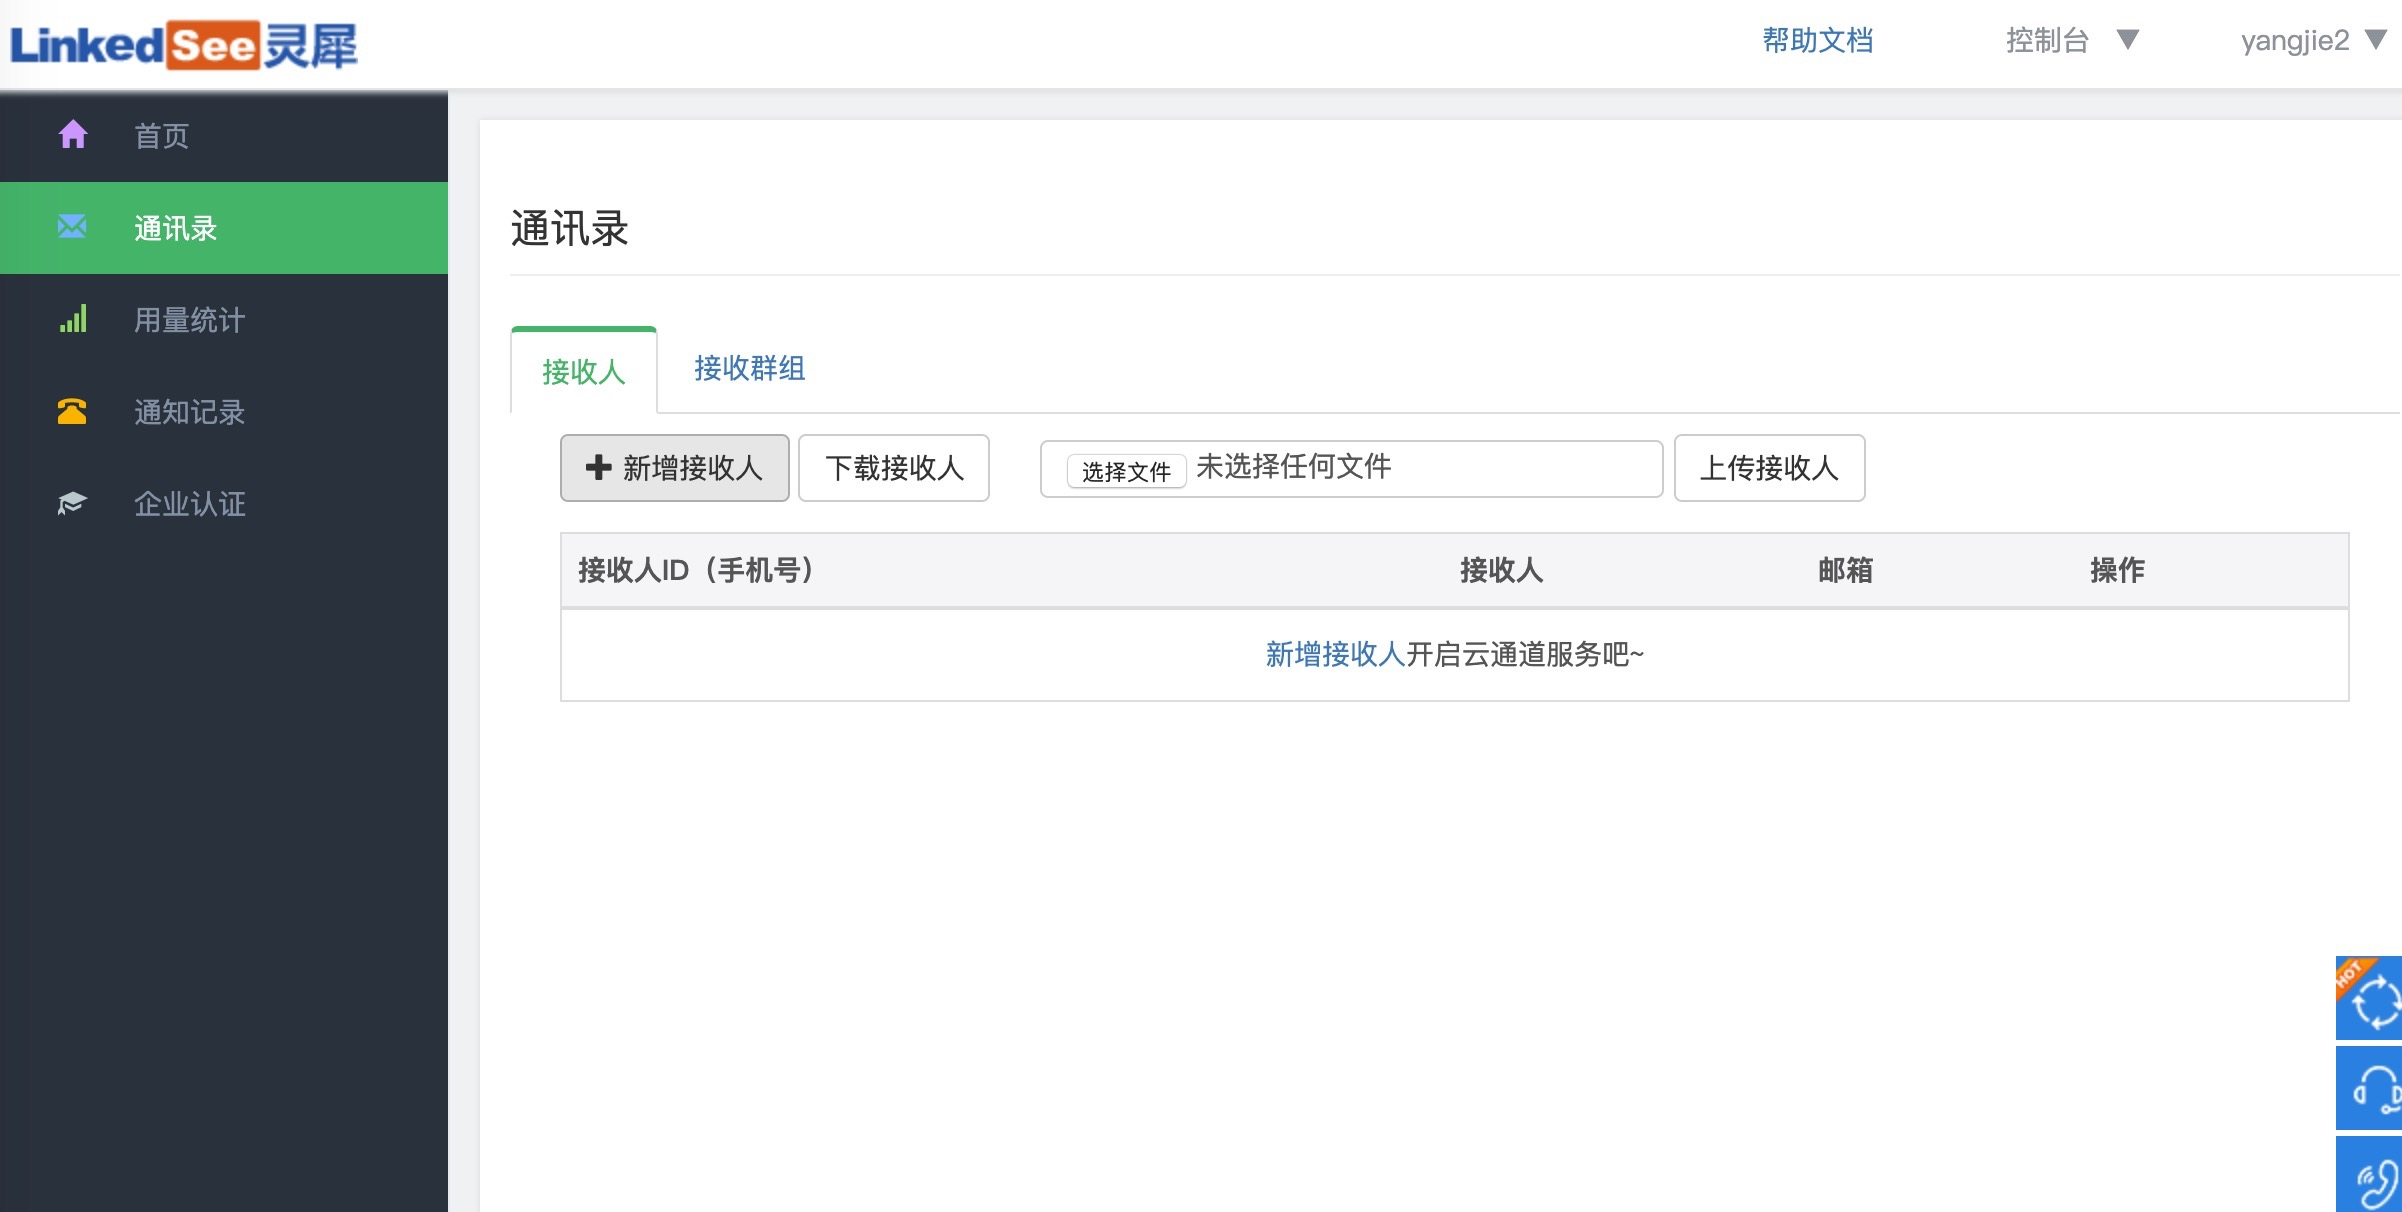 LinkedSee灵犀
帮助文档
控制台 ▼
yangjie2 ▼
首页
通讯录
用量统计
通知记录
企业认证
通讯录
接收人
接收群组
新增接收人
下载接收人
选择文件 未选择任何文件
上传接收人
接收人ID（手机号） 接收人 邮箱 操作
新增接收人开启云通道服务吧~
HOT